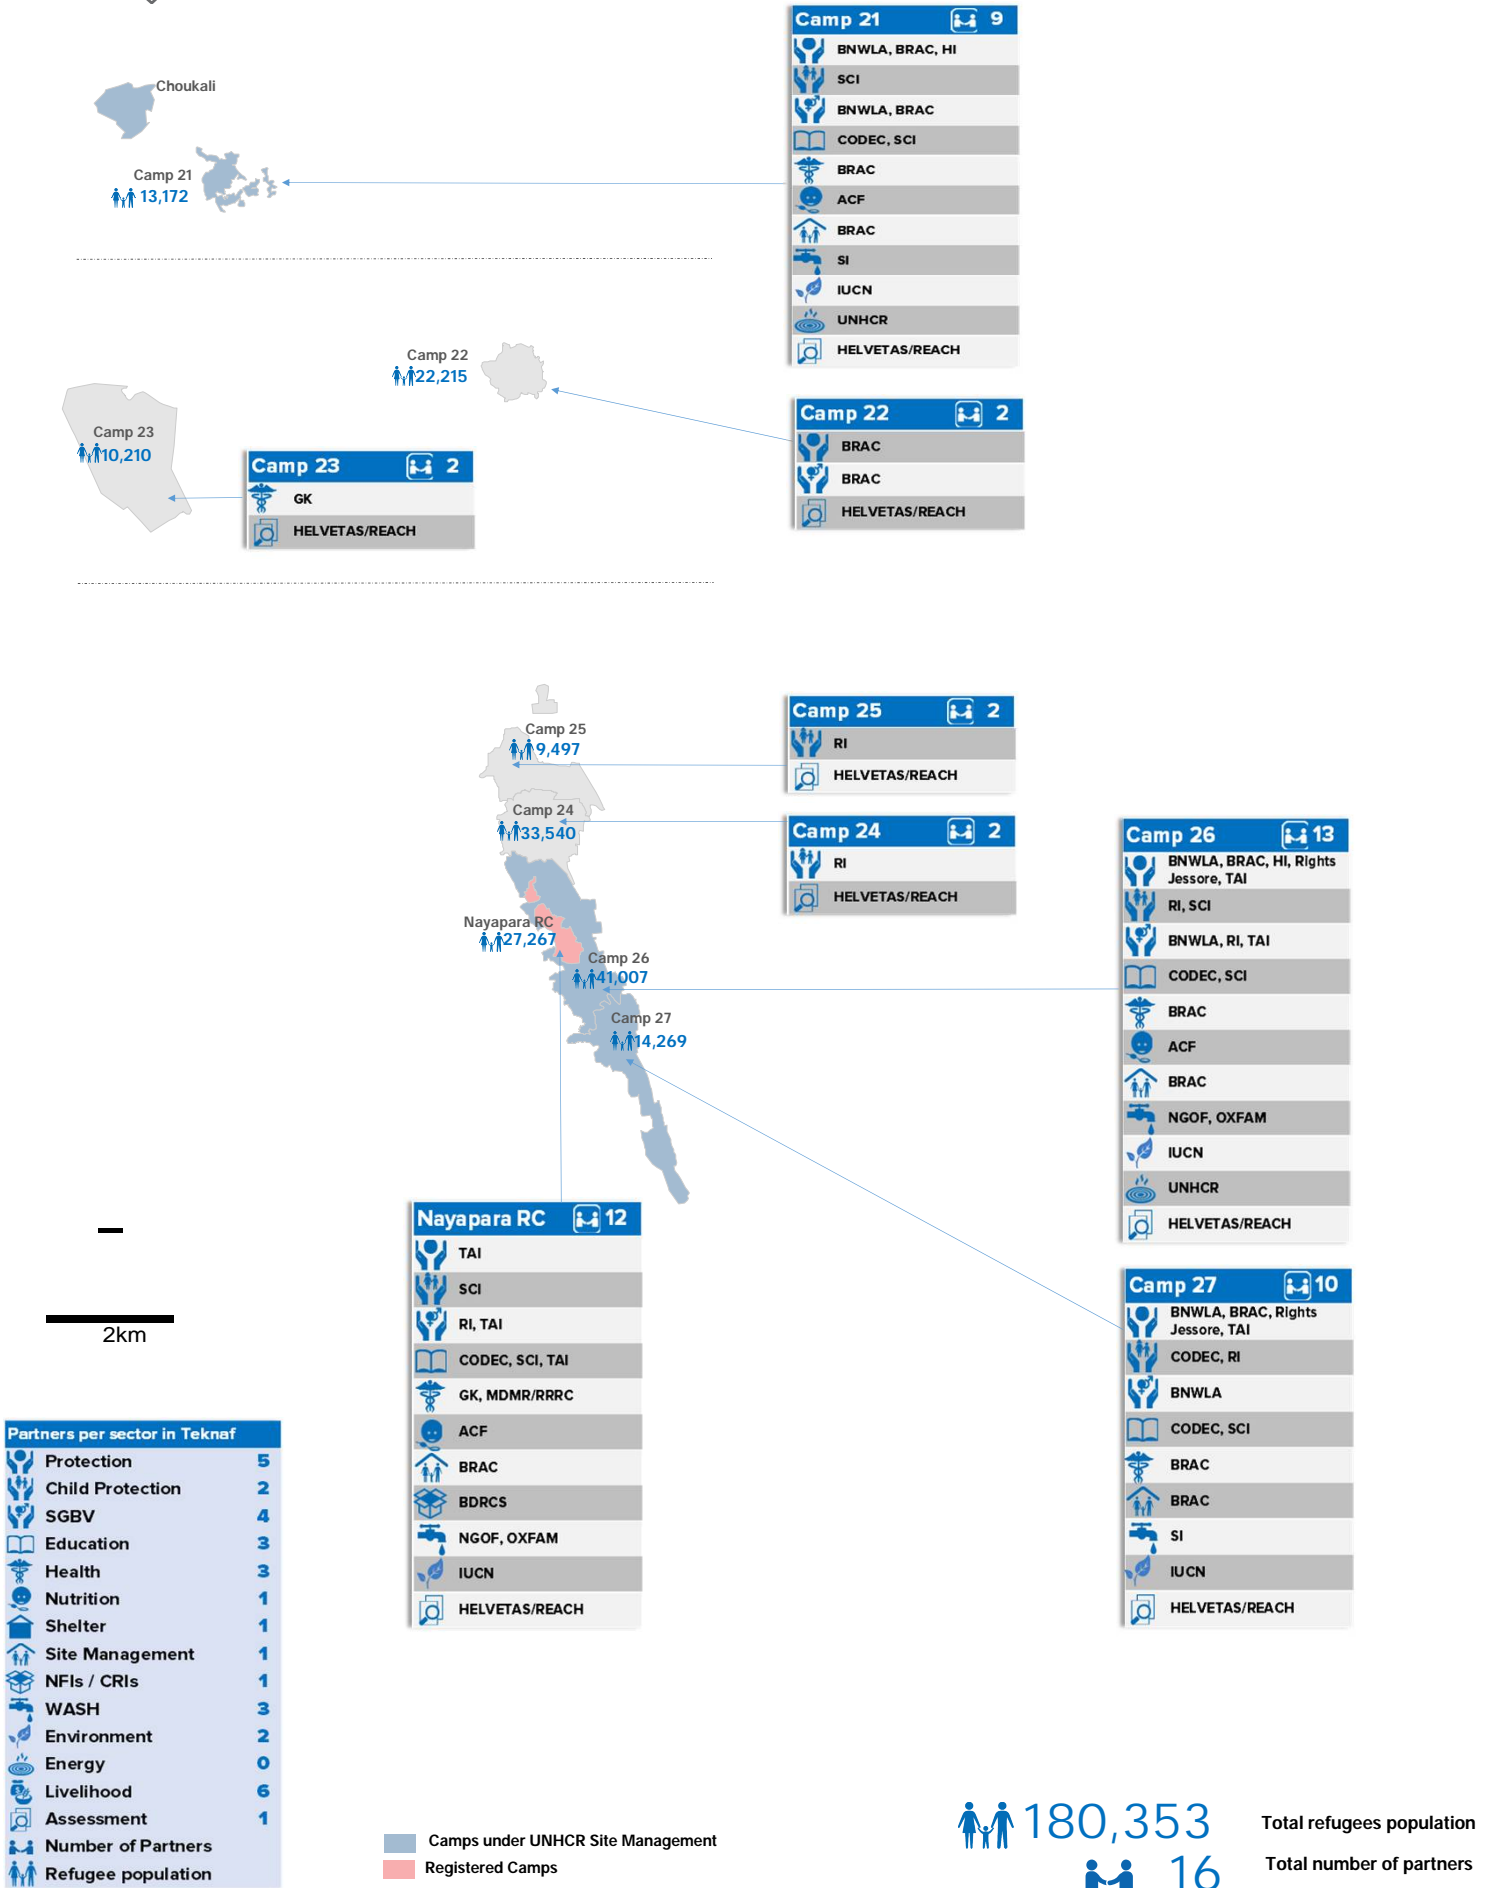 Camp 21 9
BNWLA, BRAC, HI
SCI
BNWLA, BRAC
CODEC, SCI
BRAC
ACF
BRAC
SI
IUCN
UNHCR
HELVETAS/REACH
Choukali
Camp 21
13,172
Camp 22
22,215
Camp 22 2
BRAC
BRAC
HELVETAS/REACH
Camp 23
10,210
Camp 23 2
GK
HELVETAS/REACH
Camp 25
9,497
Camp 25 2
RI
HELVETAS/REACH
Camp 24
33,540
Camp 24 2
RI
HELVETAS/REACH
Nayapara RC
27,267
Camp 26
41,007
Camp 27
14,269
Camp 26 13
BNWLA, BRAC, HI, Rights
Jessore, TAI
RI, SCI
BNWLA, RI, TAI
CODEC, SCI
BRAC
ACF
BRAC
NGOF, OXFAM
IUCN
UNHCR
HELVETAS/REACH
Nayapara RC 12
TAI
SCI
RI, TAI
CODEC, SCI, TAI
GK, MDMR/RRRC
ACF
BRAC
BDRCS
NGOF, OXFAM
IUCN
HELVETAS/REACH
Camp 27 10
BNWLA, BRAC, Rights
Jessore, TAI
CODEC, RI
BNWLA
CODEC, SCI
BRAC
BRAC
SI
IUCN
HELVETAS/REACH
2km
Partners per sector in Teknaf
Protection 5
Child Protection 2
SGBV 4
Education 3
Health 3
Nutrition 1
Shelter 1
Site Management 1
NFIs / CRIs 1
WASH 3
Environment 2
Energy 0
Livelihood 6
Assessment 1
Number of Partners
Refugee population
Camps under UNHCR Site Management
Registered Camps
180,353 Total refugees population
16 Total number of partners